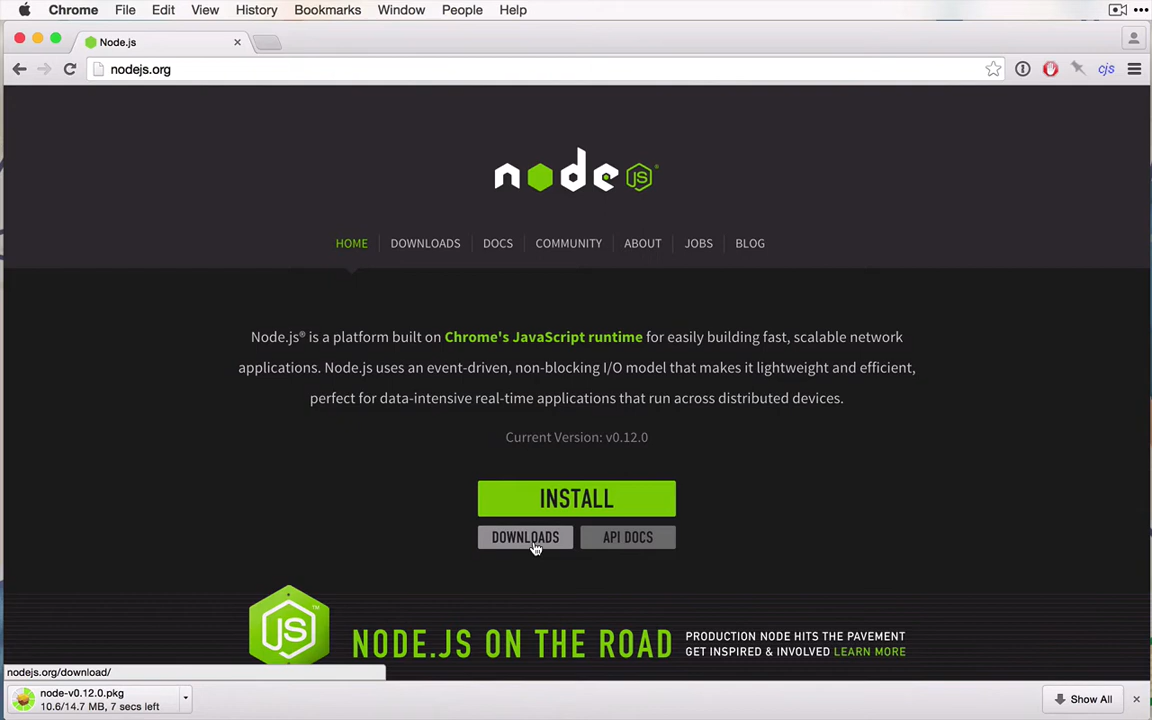 Chrome File Edit View History Bookmarks Window People Help
Node.js
nodejs.org
cjs
node JS
HOME DOWNLOADS DOCS COMMUNITY ABOUT JOBS BLOG
Node.js® is a platform built on Chrome's JavaScript runtime for easily building fast, scalable network
applications. Node.js uses an event-driven, non-blocking I/O model that makes it lightweight and efficient,
perfect for data-intensive real-time applications that run across distributed devices.
Current Version: v0.12.0
INSTALL
DOWNLOADS API DOCS
JS™
NODE.JS ON THE ROAD
PRODUCTION NODE HITS THE PAVEMENT
GET INSPIRED & INVOLVED LEARN MORE
nodejs.org/download/
node-v0.12.0.pkg
10.6/14.7 MB, 7 secs left
Show All